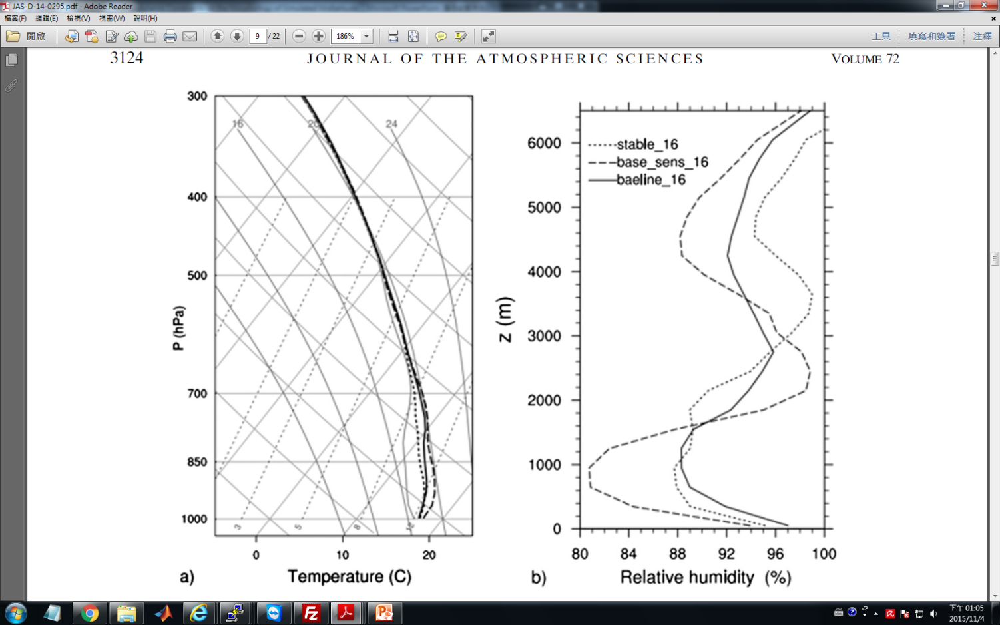 JAS-D-14-0295.pdf - Adobe Reader
檔案(F) 編輯(E) 檢視(V) 視窗(W) 說明(H)
開啟 9 / 22 186% 工具 填寫和簽署 注釋
3124 JOURNAL OF THE ATMOSPHERIC SCIENCES VOLUME 72
300
400
500
700
850
1000
P (hPa)
16 20 24
3 5 8 12
0 10 20
a) Temperature (C)
6000
5000
4000
3000
2000
1000
0
z (m)
stable_16
base_sens_16
baeline_16
80 84 88 92 96 100
b) Relative humidity (%)
下午 01:05
2015/11/4